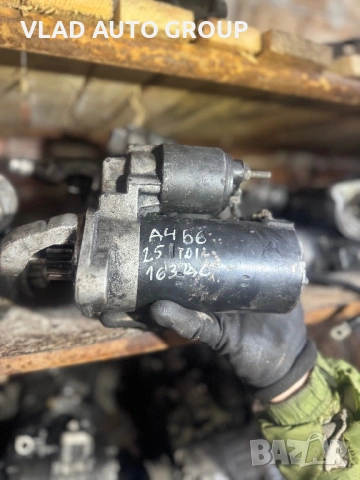 VLAD AUTO GROUP
A4 B6
2.5 TDI
163 к.с
bazar